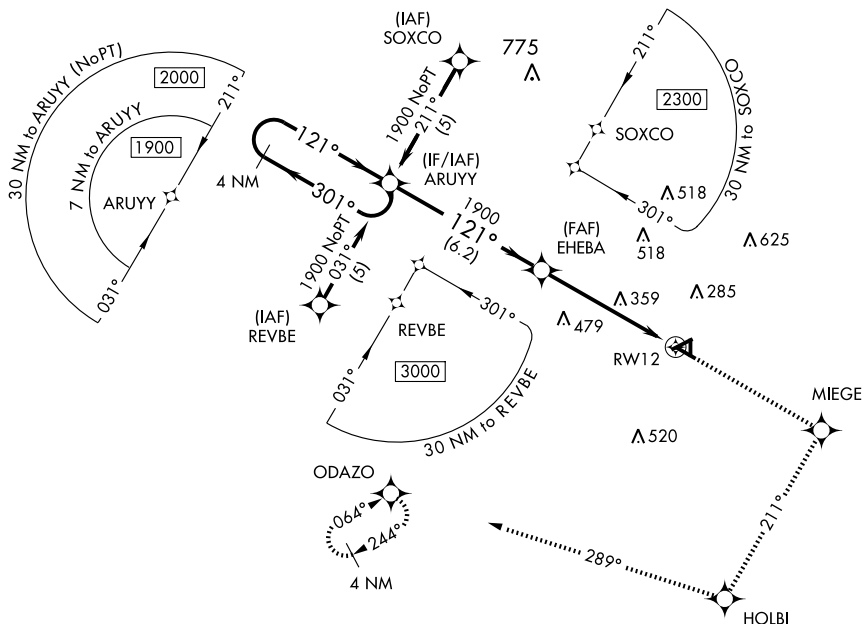 30 NM to ARUYY (NoPT)
2000
7 NM to ARUYY
1900
211°
ARUYY
031°
(IAF)
SOXCO
775
1900 NoPT
211°
(5)
121°
4 NM
301°
(IF/IAF)
ARUYY
1900 NoPT
031°
(5)
(IAF)
REVBE
1900
121°
(6.2)
(FAF)
EHEBA
211°
2300
SOXCO
30 NM to SOXCO
301°
518
518
625
285
359
479
RW12
301°
REVBE
031°
3000
30 NM to REVBE
520
MIEGE
211°
ODAZO
064°
244°
4 NM
289°
HOLBI